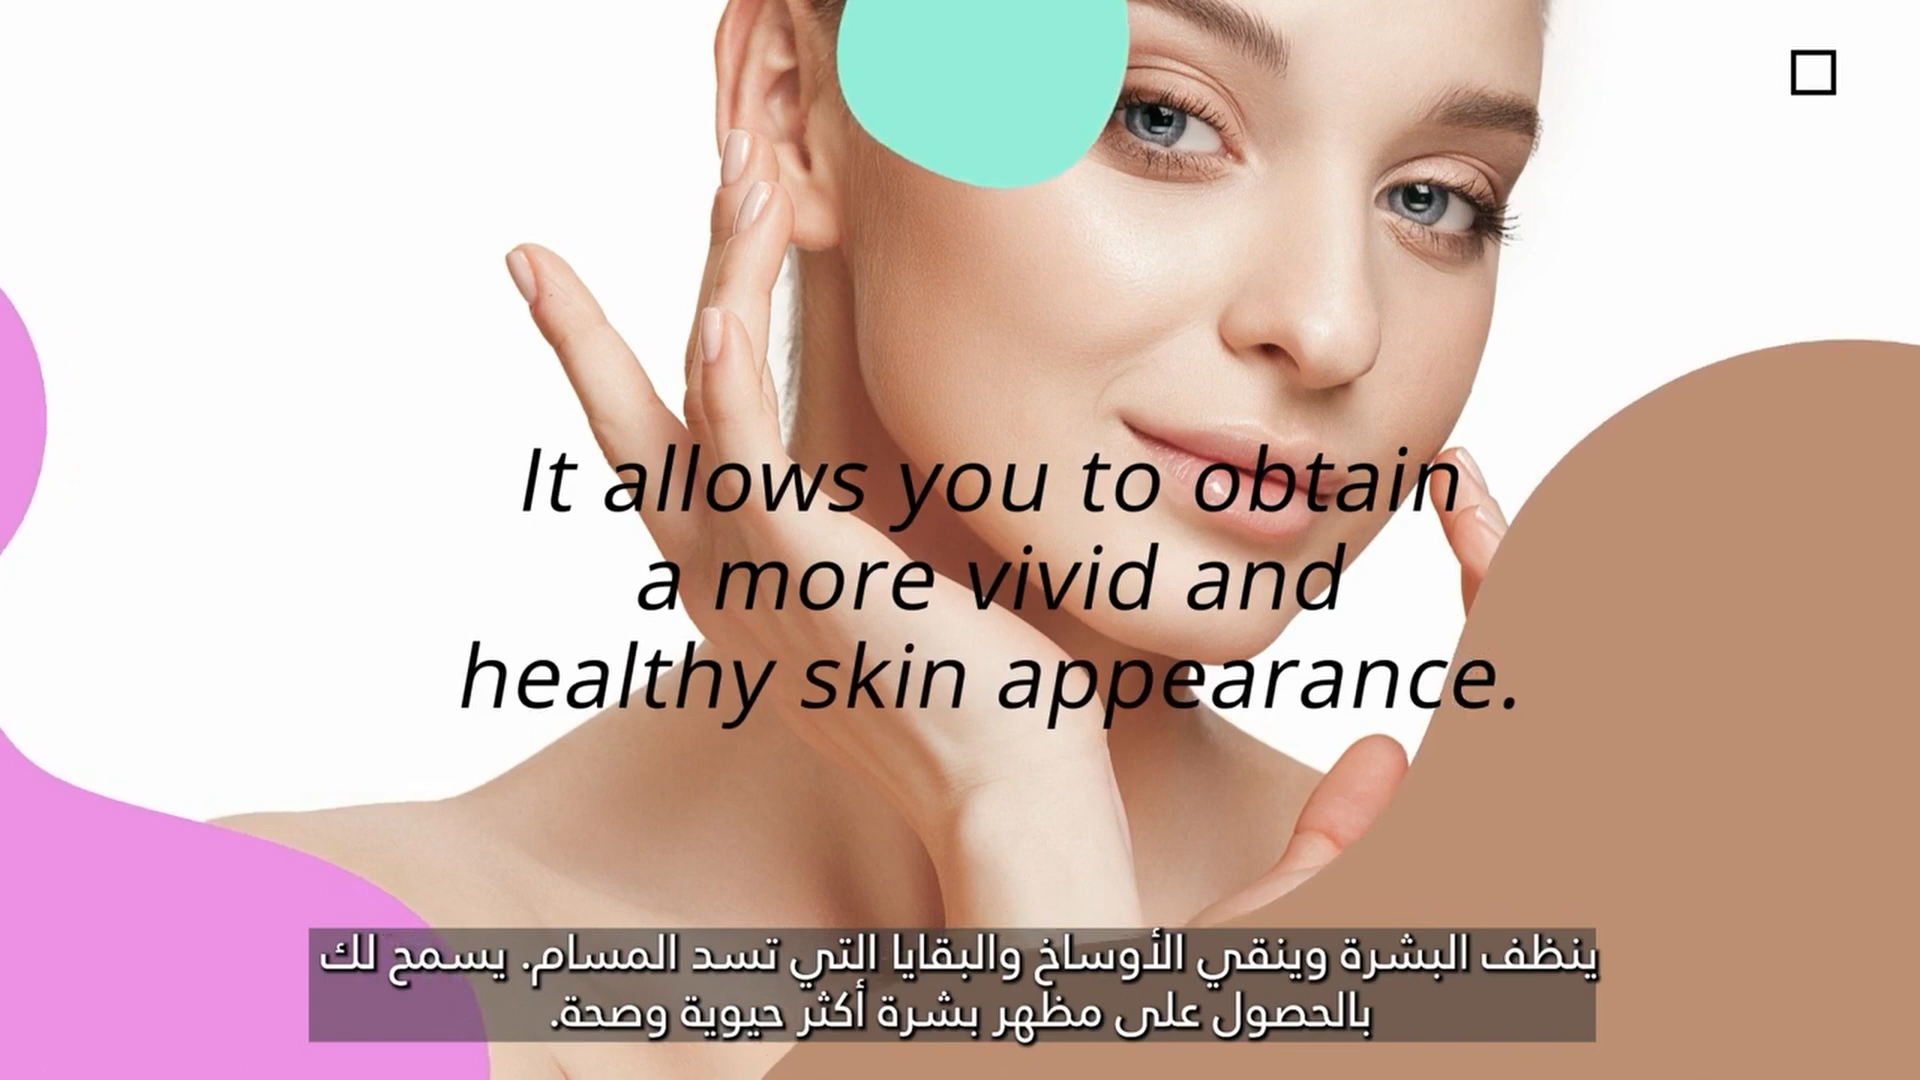 It allows you to obtain
a more vivid and
healthy skin appearance.
ينظف البشرة وينقي الأوساخ والبقايا التي تسد المسام. يسمح لك
بالحصول على مظهر بشرة أكثر حيوية وصحة.